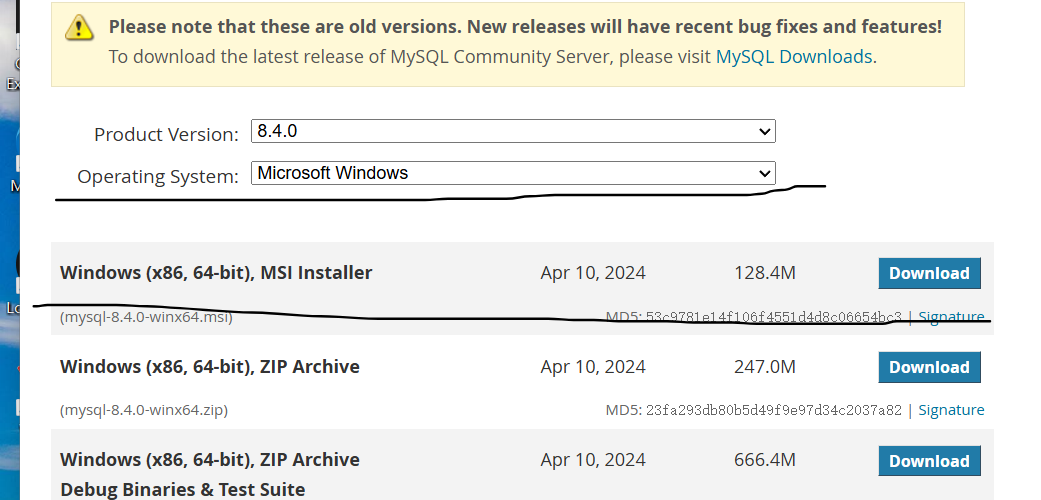 Please note that these are old versions. New releases will have recent bug fixes and features!
To download the latest release of MySQL Community Server, please visit MySQL Downloads.
Product Version: 8.4.0
Operating System: Microsoft Windows
Windows (x86, 64-bit), MSI Installer Apr 10, 2024 128.4M Download
(mysql-8.4.0-winx64.msi) MD5: 53c9781e14f106f4551d4d8c06654bc3 | Signature
Windows (x86, 64-bit), ZIP Archive Apr 10, 2024 247.0M Download
(mysql-8.4.0-winx64.zip) MD5: 23fa293db80b5d49f9e97d34c2037a82 | Signature
Windows (x86, 64-bit), ZIP Archive Apr 10, 2024 666.4M Download
Debug Binaries & Test Suite